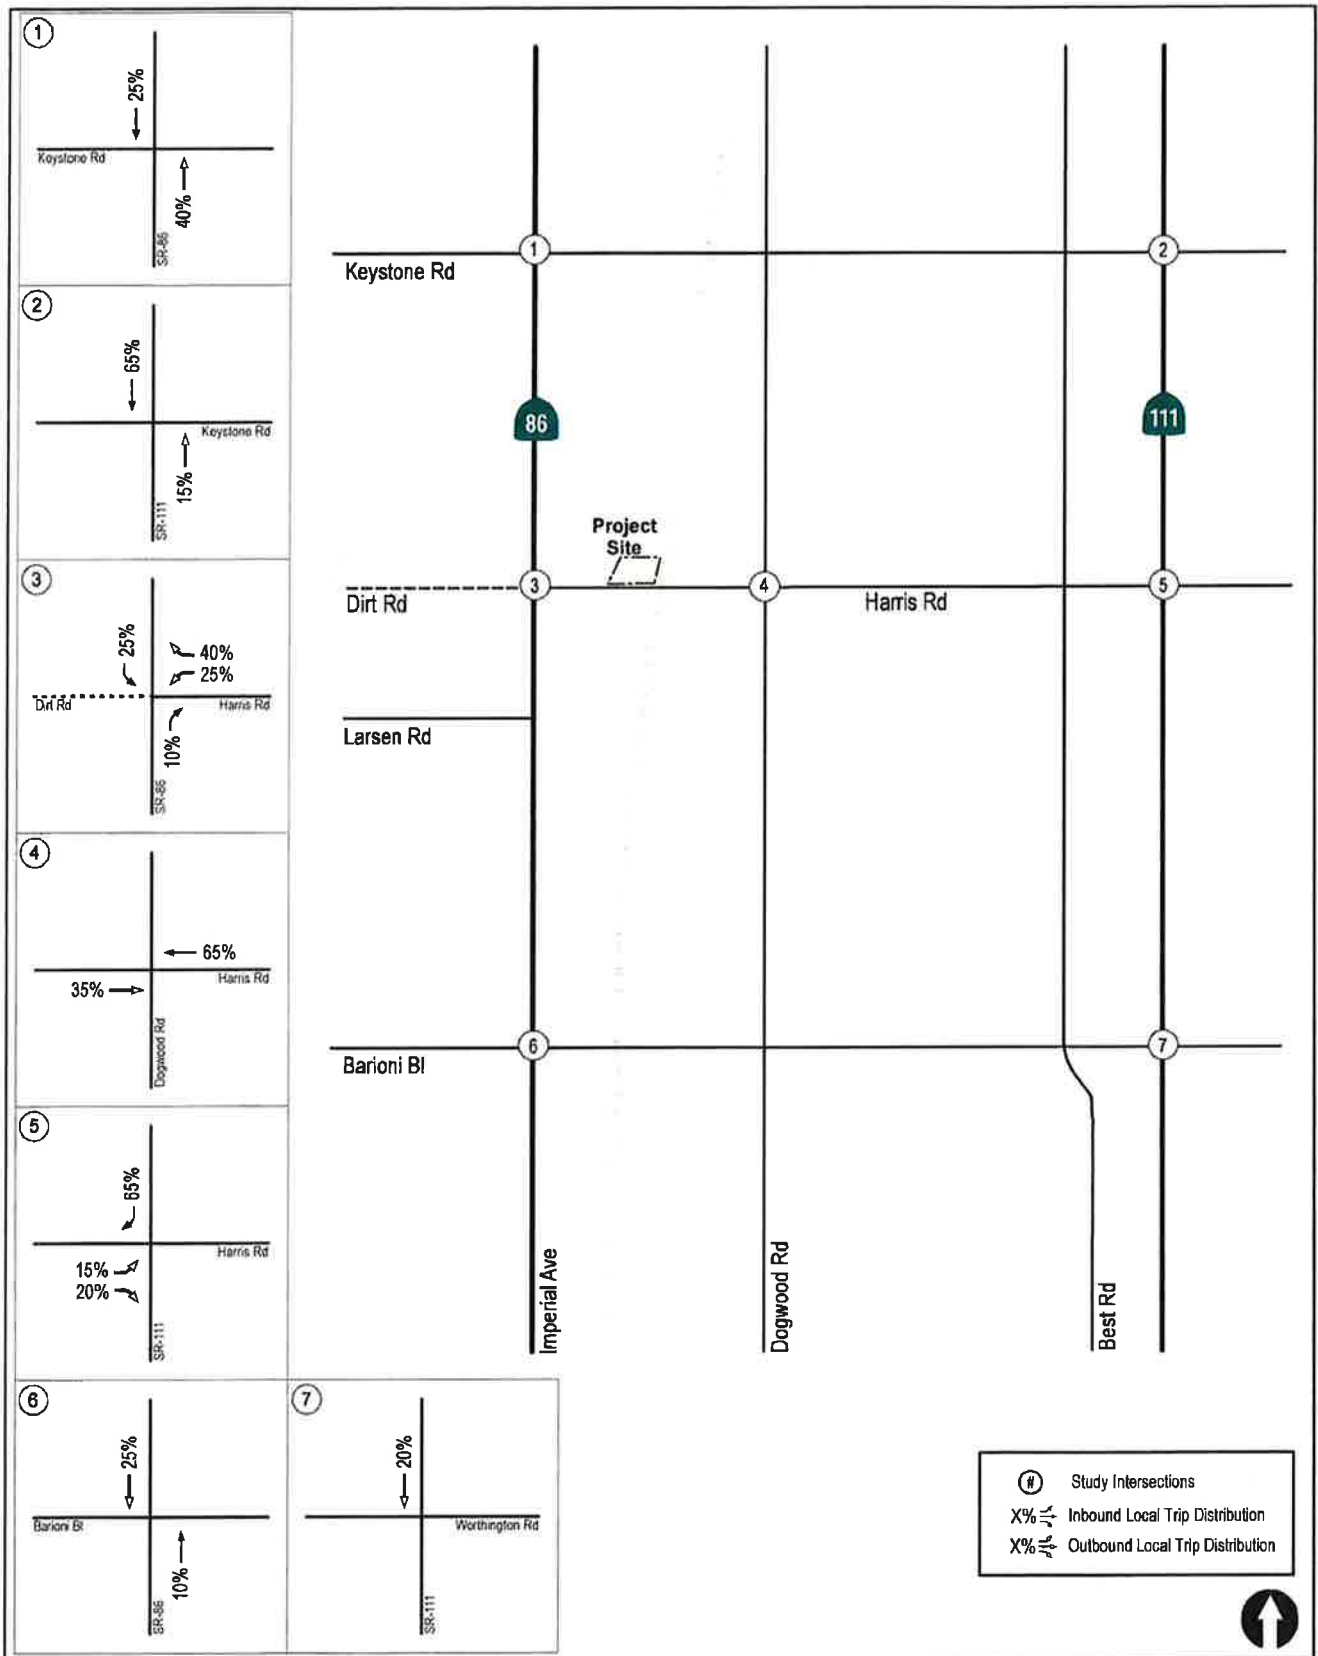 1
25%
Keystone Rd
40%
SR-86
2
65%
Keystone Rd
15%
SR-111
3
25%
40%
25%
Dirt Rd
Harris Rd
10%
SR-86
4
65%
Harris Rd
35%
Dogwood Rd
5
65%
Harris Rd
15%
20%
SR-111
6
25%
Barioni Bl
10%
SR-86
7
20%
Worthington Rd
SR-111
1
2
Keystone Rd
86
111
Project
Site
3
4
5
Dirt Rd
Harris Rd
Larsen Rd
6
7
Barioni Bl
Imperial Ave
Dogwood Rd
Best Rd
# Study Intersections
X% Inbound Local Trip Distribution
X% Outbound Local Trip Distribution